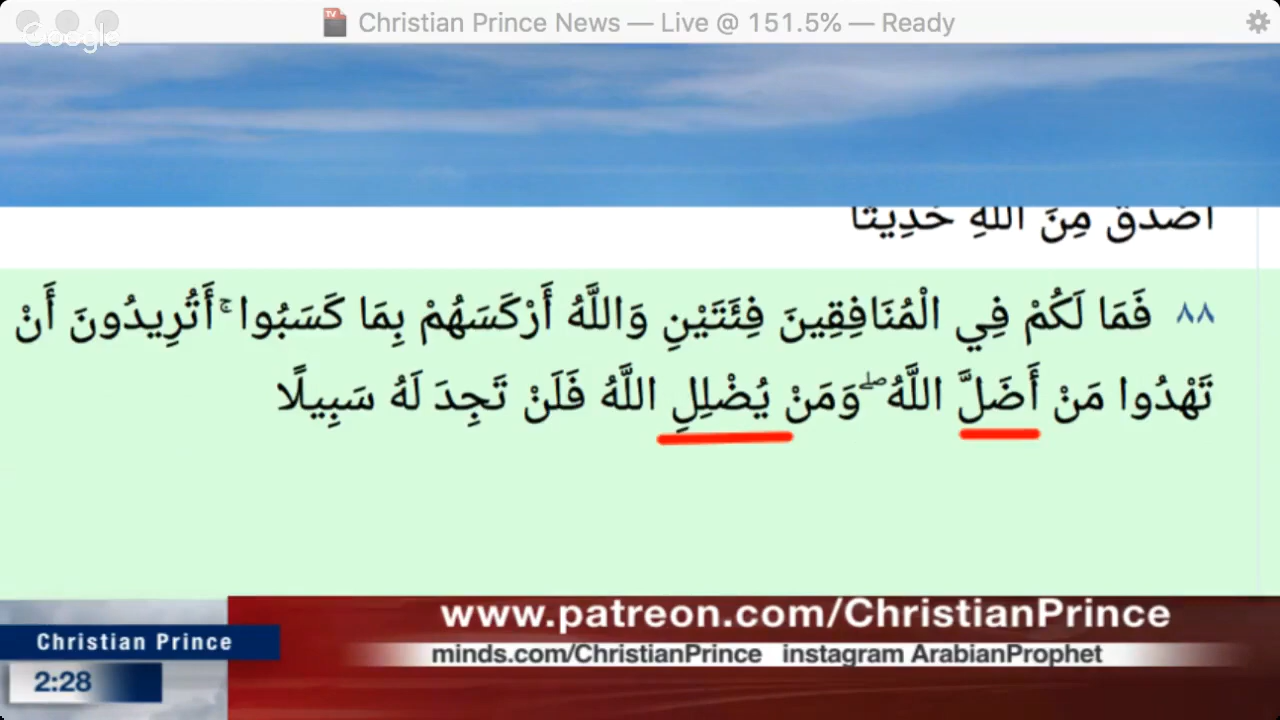 Christian Prince News — Live @ 151.5% — Ready
Google
أَصْدَقُ مِنَ اللَّهِ حَدِيثًا
٨٨ فَمَا لَكُمْ فِي الْمُنَافِقِينَ فِئَتَيْنِ وَاللَّهُ أَرْكَسَهُمْ بِمَا كَسَبُوا ۚ أَتُرِيدُونَ أَنْ
تَهْدُوا مَنْ أَضَلَّ اللَّهُ ۖ وَمَنْ يُضْلِلِ اللَّهُ فَلَنْ تَجِدَ لَهُ سَبِيلًا
www.patreon.com/ChristianPrince
Christian Prince
minds.com/ChristianPrince instagram ArabianProphet
2:28